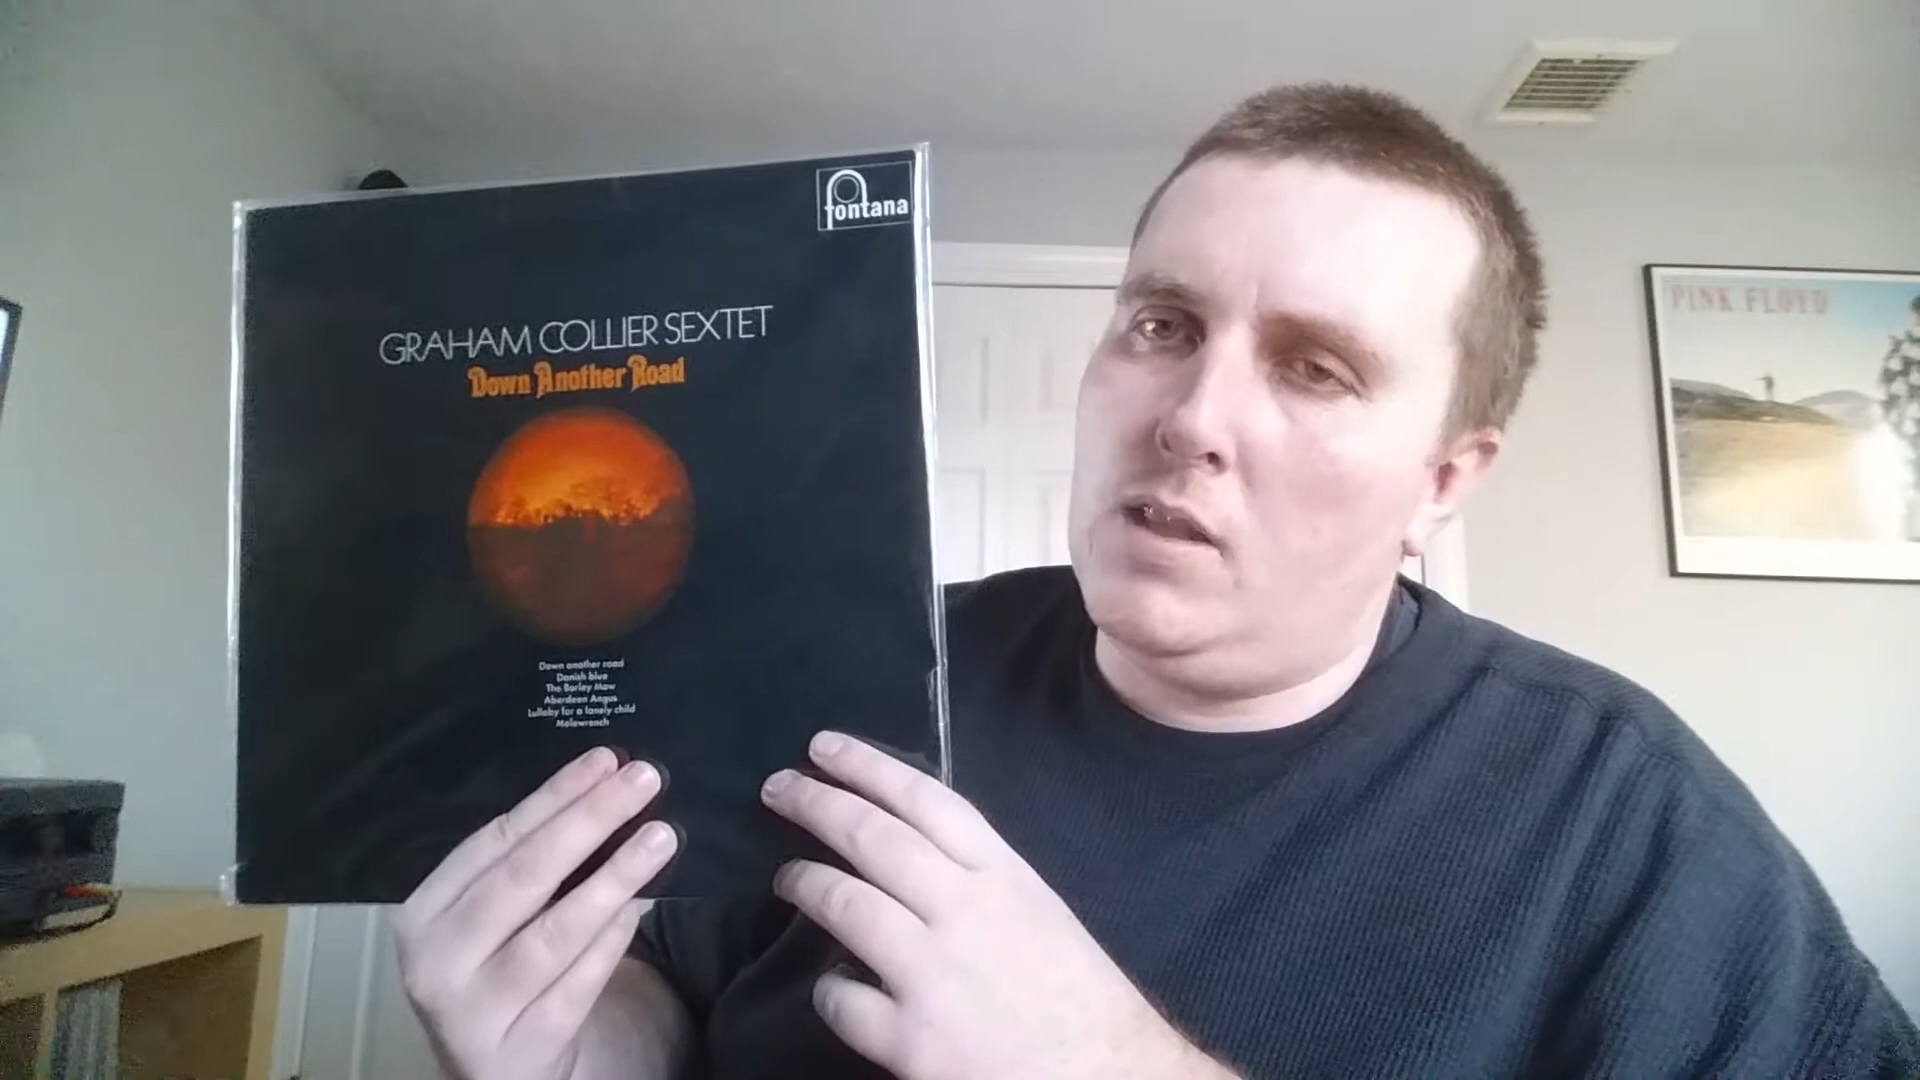 fontana
GRAHAM COLLIER SEXTET
Down Another Road
Down another road
Danish blue
The Barley Mow
Aberdeen Angus
Lullaby for a lonely child
Molewrench
PINK FLOYD